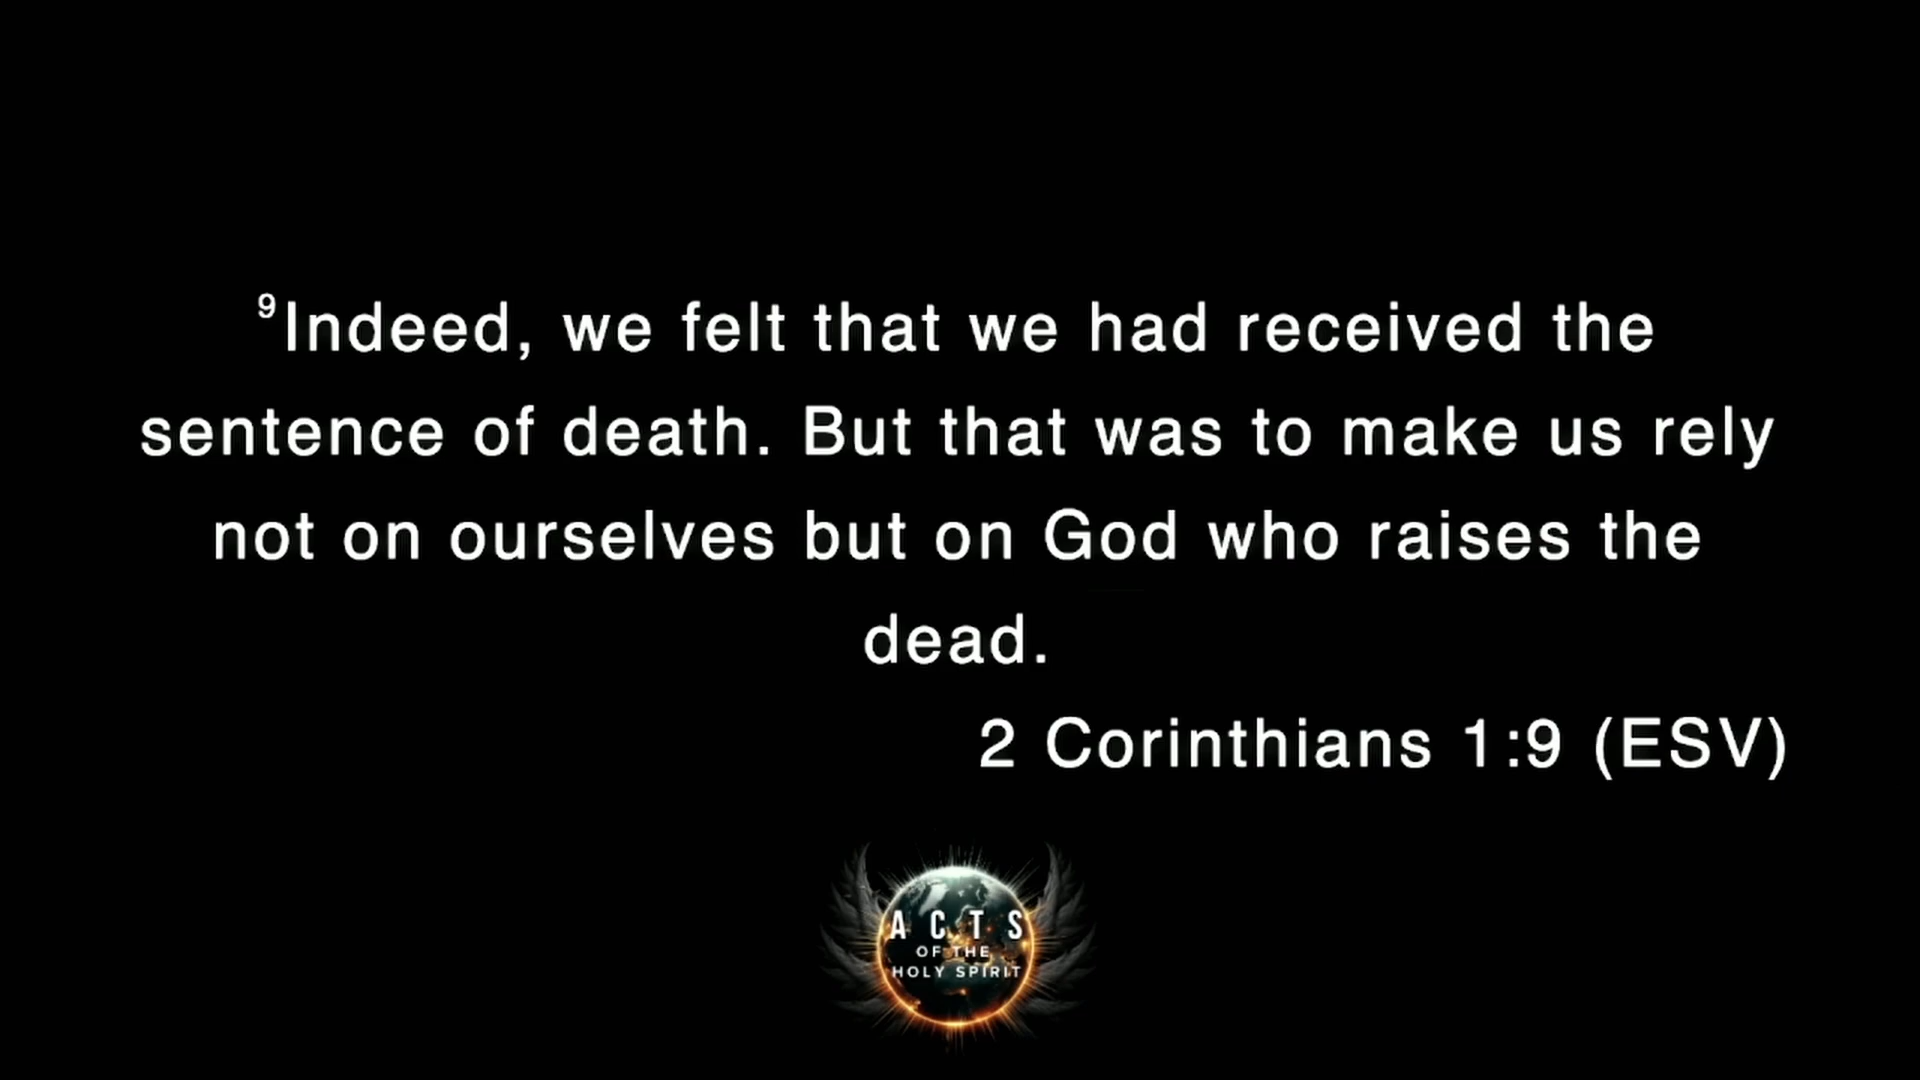 ⁹Indeed, we felt that we had received the
sentence of death. But that was to make us rely
not on ourselves but on God who raises the
dead.
2 Corinthians 1:9 (ESV)
ACTS
OF THE
HOLY SPIRIT